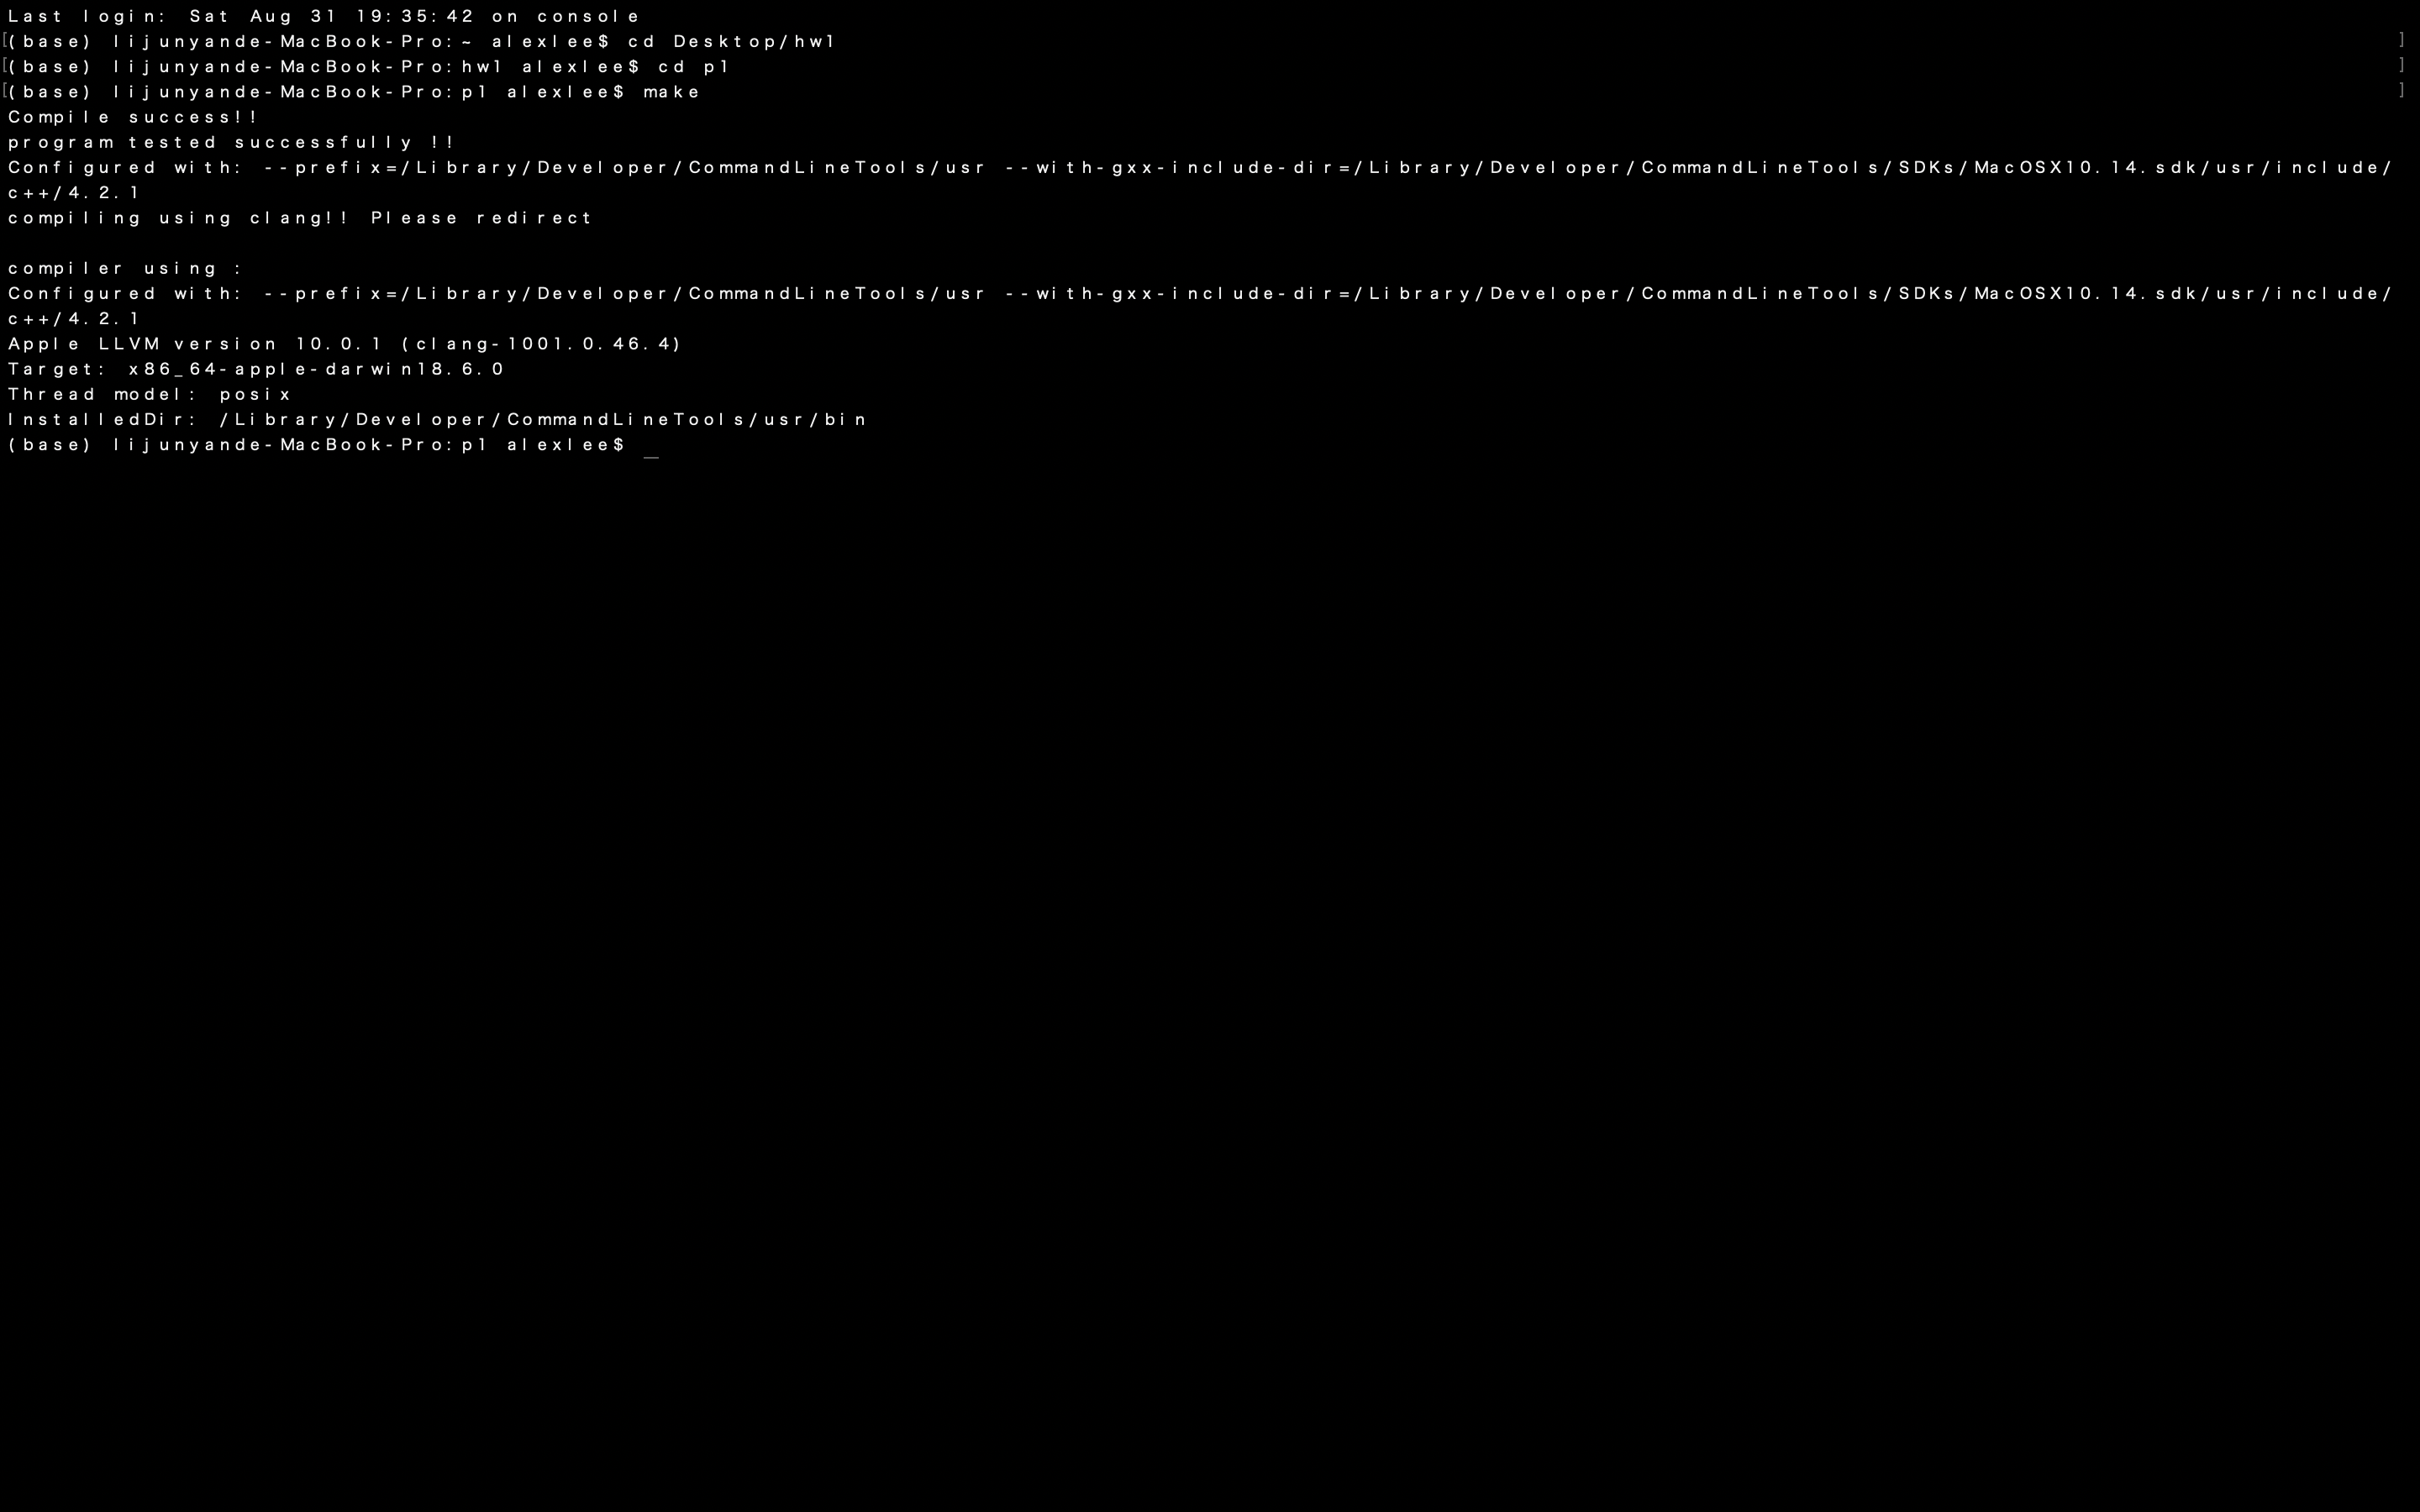 Last login: Sat Aug 31 19:35:42 on console
[(base) lijunyande-MacBook-Pro:~ alexlee$ cd Desktop/hw1 ]
[(base) lijunyande-MacBook-Pro:hw1 alexlee$ cd p1 ]
[(base) lijunyande-MacBook-Pro:p1 alexlee$ make ]
Compile success!!
program tested successfully !!
Configured with: --prefix=/Library/Developer/CommandLineTools/usr --with-gxx-include-dir=/Library/Developer/CommandLineTools/SDKs/MacOSX10.14.sdk/usr/include/
c++/4.2.1
compiling using clang!! Please redirect
compiler using :
Configured with: --prefix=/Library/Developer/CommandLineTools/usr --with-gxx-include-dir=/Library/Developer/CommandLineTools/SDKs/MacOSX10.14.sdk/usr/include/
c++/4.2.1
Apple LLVM version 10.0.1 (clang-1001.0.46.4)
Target: x86_64-apple-darwin18.6.0
Thread model: posix
InstalledDir: /Library/Developer/CommandLineTools/usr/bin
(base) lijunyande-MacBook-Pro:p1 alexlee$ _